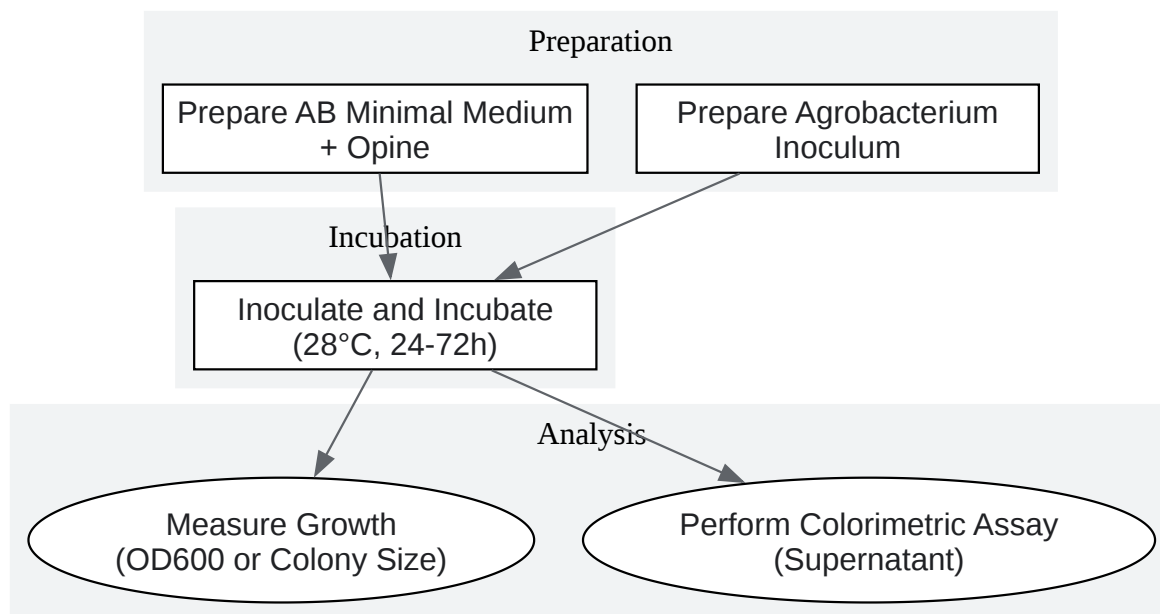 Preparation
Prepare AB Minimal Medium
+ Opine
Prepare Agrobacterium
Inoculum
Incubation
Inoculate and Incubate
(28°C, 24-72h)
Analysis
Measure Growth
(OD600 or Colony Size)
Perform Colorimetric Assay
(Supernatant)